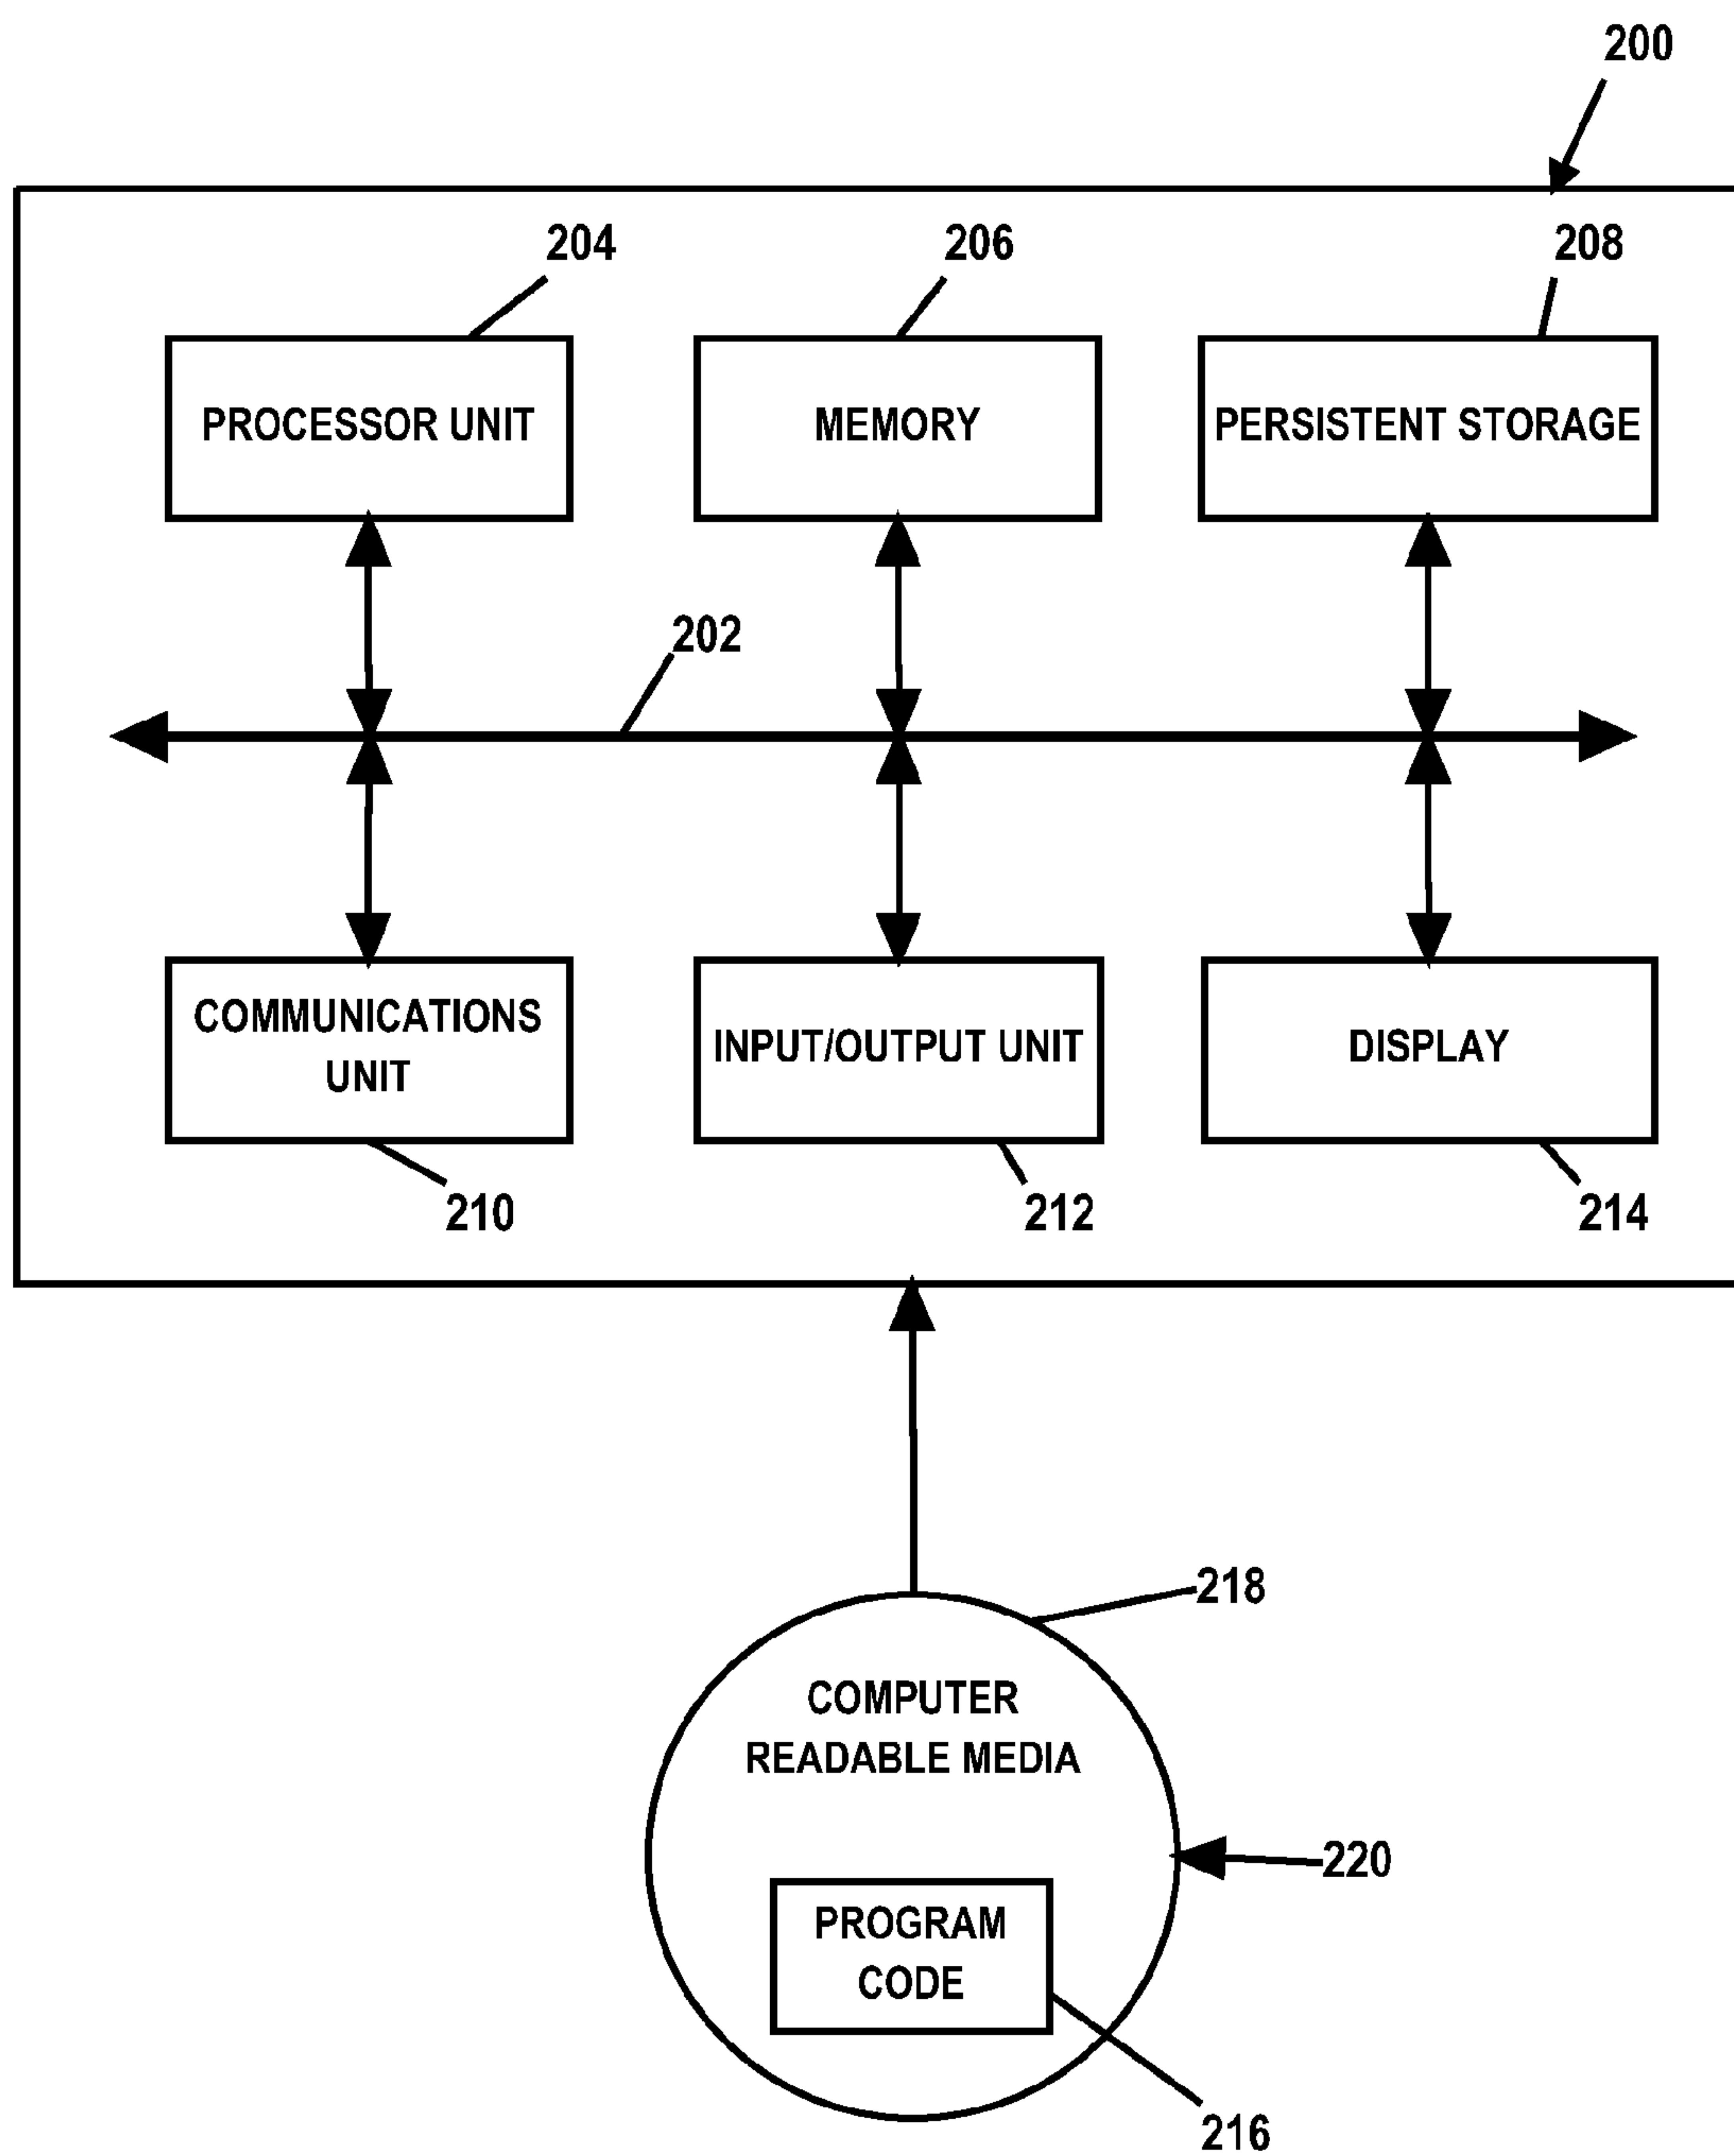 200
204
206
208
PROCESSOR UNIT
MEMORY
PERSISTENT STORAGE
202
COMMUNICATIONS
UNIT
INPUT/OUTPUT UNIT
DISPLAY
210
212
214
218
COMPUTER
READABLE MEDIA
220
PROGRAM
CODE
216